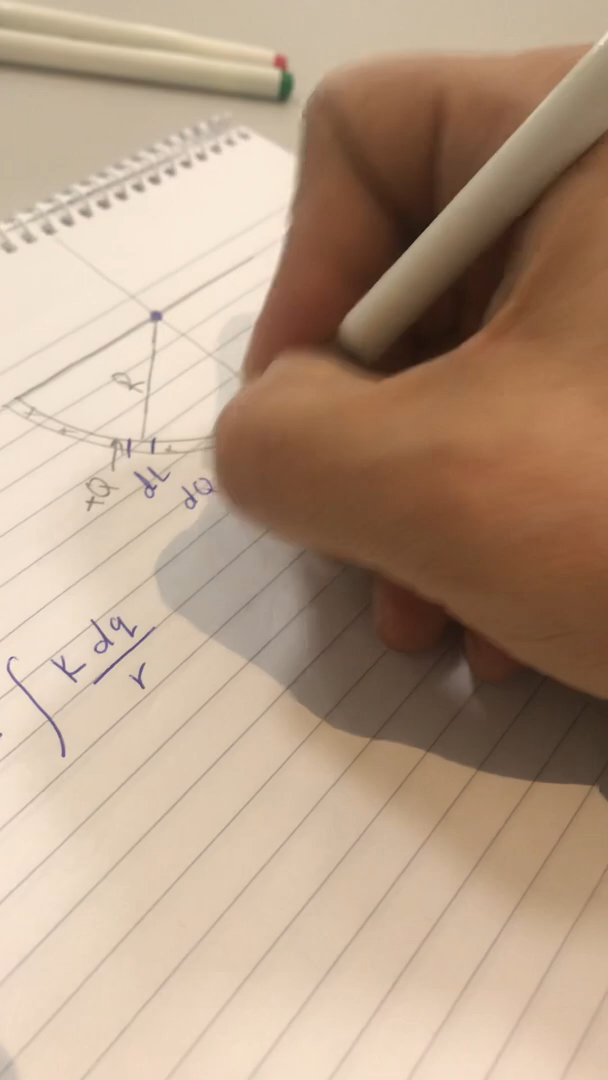 R
+Q dL dQ
∫ K dq / r